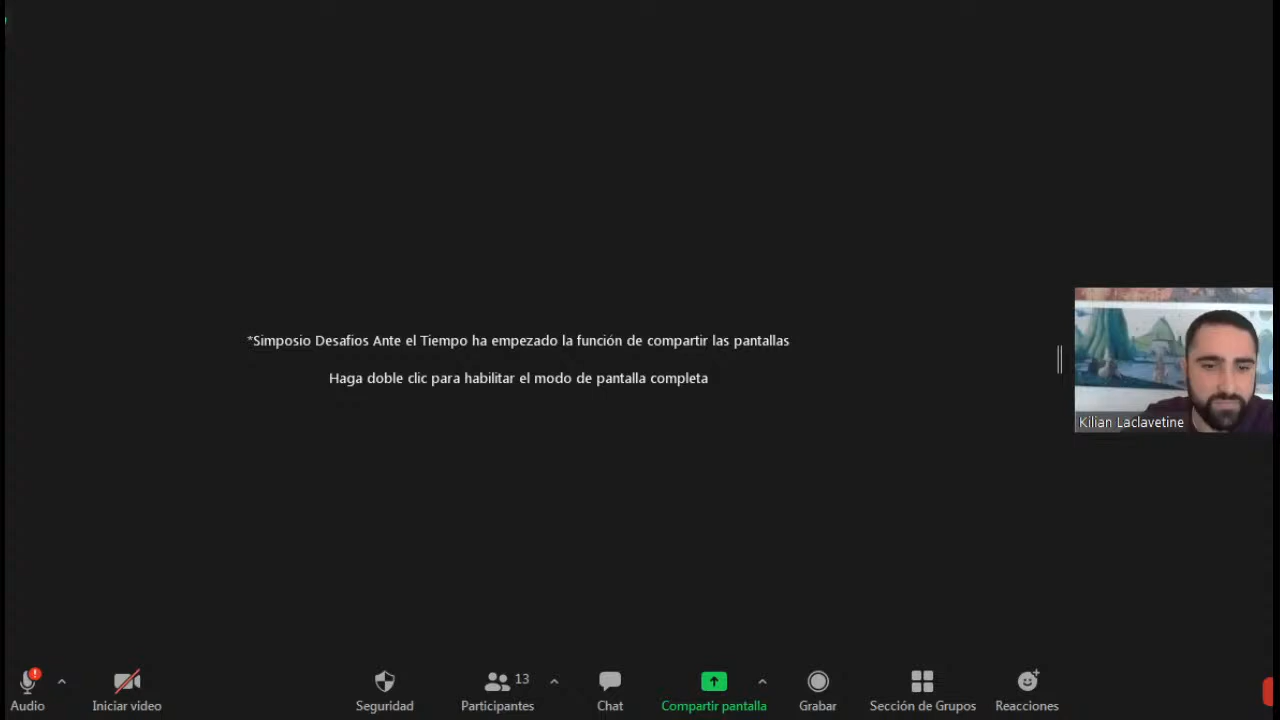 *Simposio Desafios Ante el Tiempo ha empezado la función de compartir las pantallas
Haga doble clic para habilitar el modo de pantalla completa
Kilian Laclavetine
13
Audio
Iniciar video
Seguridad
Participantes
Chat
Compartir pantalla
Grabar
Sección de Grupos
Reacciones